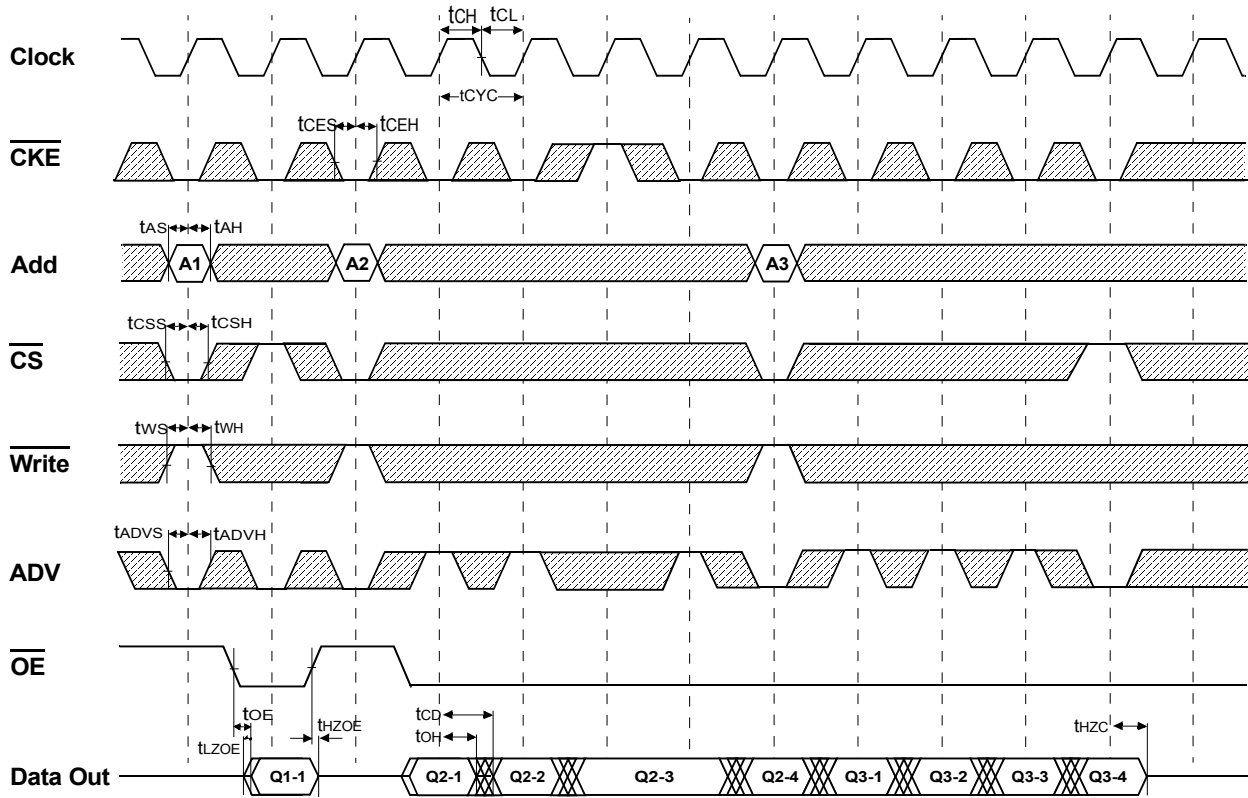 tCH tCL
Clock
tCYC
tCES tCEH
CKE
tAS tAH
Add A1 A2 A3
tCSS tCSH
CS
tWS tWH
Write
tADVS tADVH
ADV
OE
tOE tHZOE tCD tHZC
tLZOE tOH
Data Out Q1-1 Q2-1 Q2-2 Q2-3 Q2-4 Q3-1 Q3-2 Q3-3 Q3-4